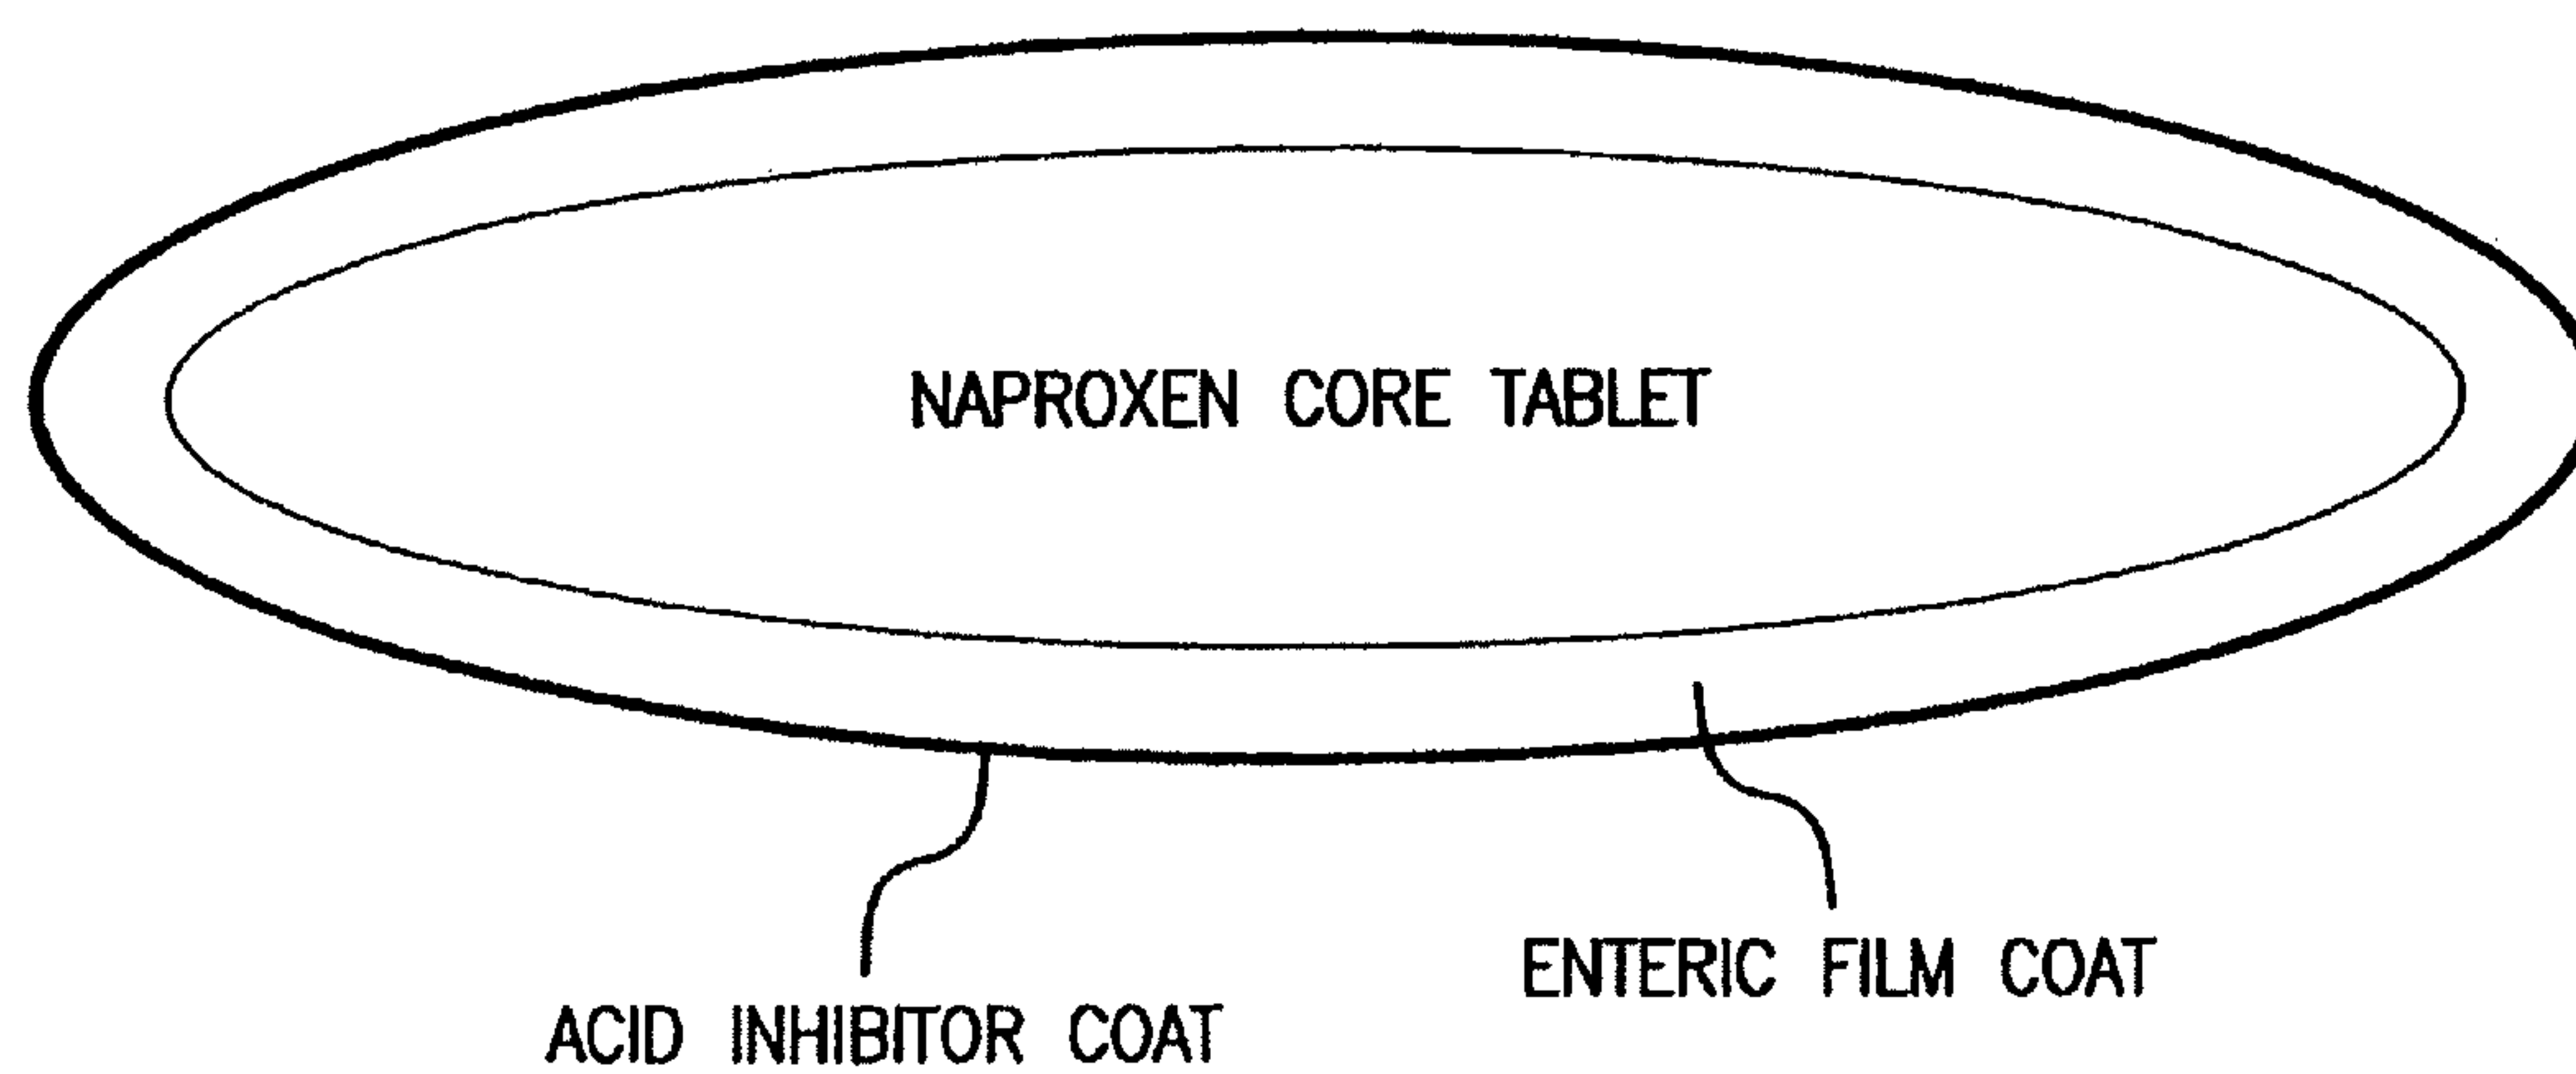 NAPROXEN CORE TABLET
ENTERIC FILM COAT
ACID INHIBITOR COAT